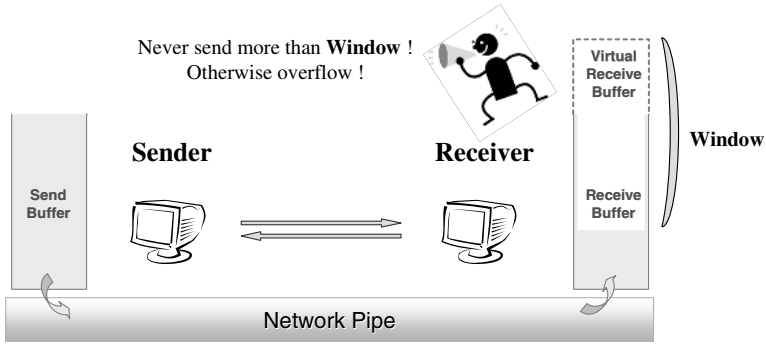 Never send more than Window !
Otherwise overflow !
Virtual
Receive
Buffer
Sender
Receiver
Window
Send
Buffer
Receive
Buffer
Network Pipe